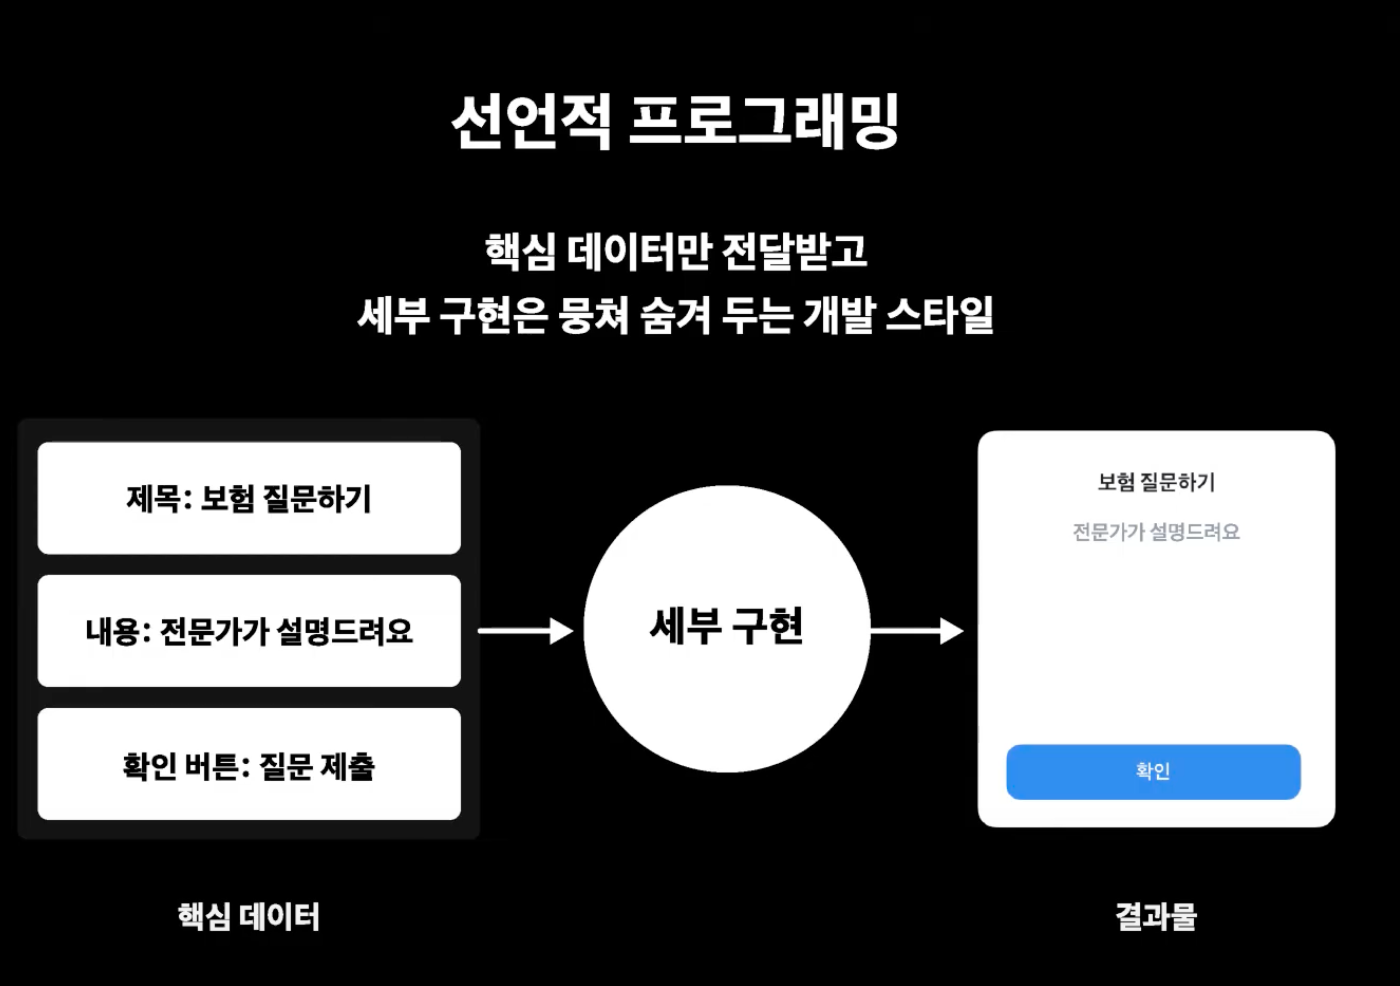 선언적 프로그래밍
핵심 데이터만 전달받고
세부 구현은 뭉쳐 숨겨 두는 개발 스타일
제목: 보험 질문하기
내용: 전문가가 설명드려요
확인 버튼: 질문 제출
핵심 데이터
세부 구현
보험 질문하기
전문가가 설명드려요
확인
결과물